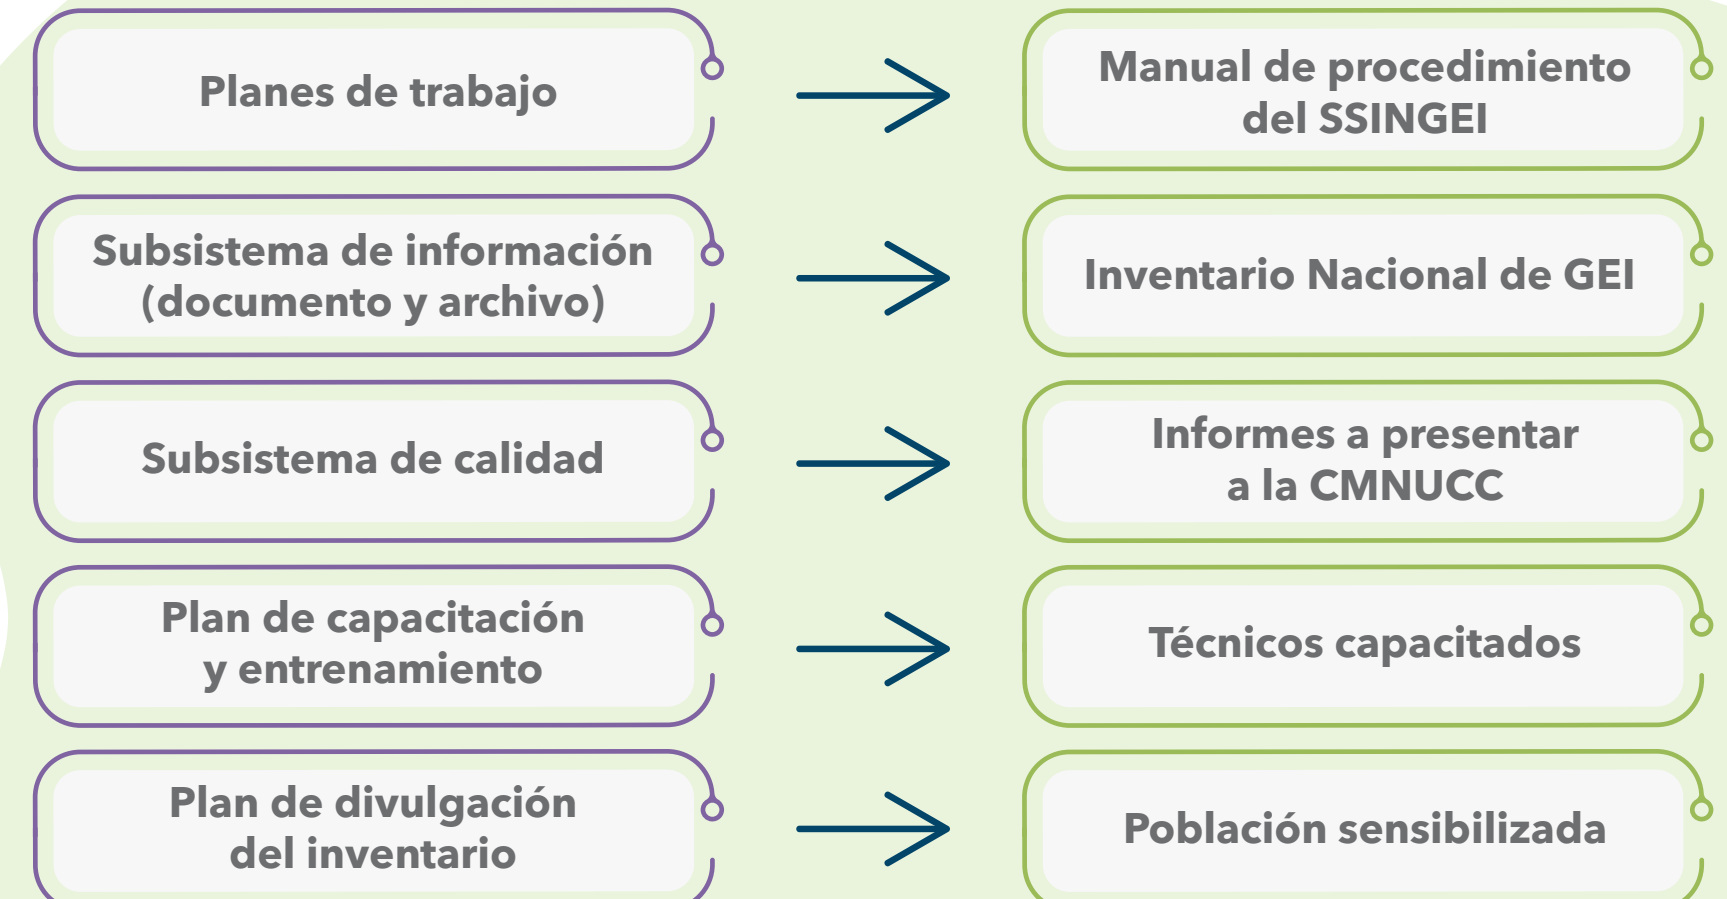 Planes de trabajo
Manual de procedimiento
del SSINGEI
Subsistema de información
(documento y archivo)
Inventario Nacional de GEI
Subsistema de calidad
Informes a presentar
a la CMNUCC
Plan de capacitación
y entrenamiento
Técnicos capacitados
Plan de divulgación
del inventario
Población sensibilizada